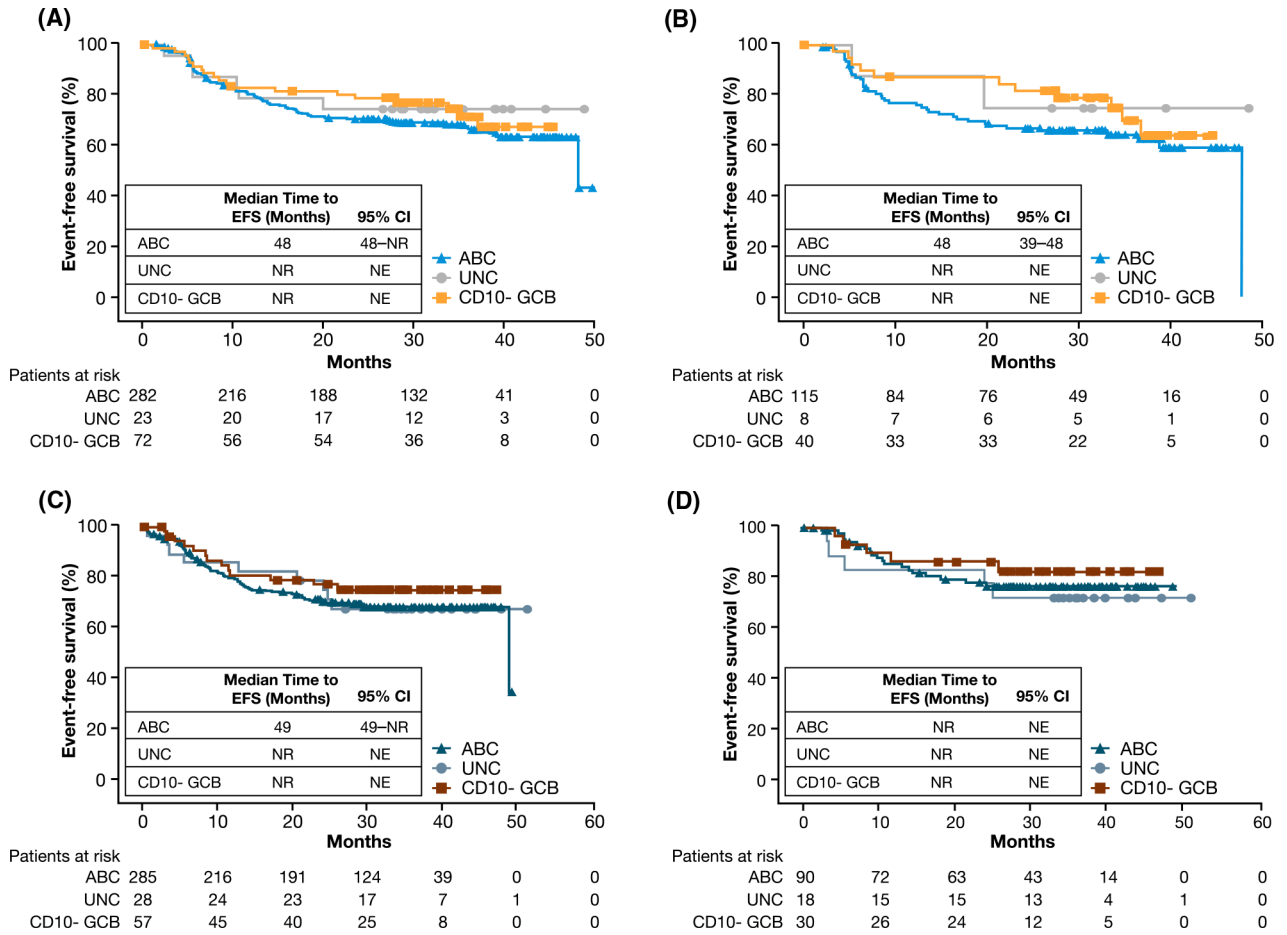 (A)
Event-free survival (%)
100
80
60
40
20
0
Median Time to
EFS (Months) 95% CI
ABC 48 48–NR
UNC NR NE
CD10- GCB NR NE
ABC
UNC
CD10- GCB
0 10 20 30 40 50
Months
Patients at risk
ABC 282 216 188 132 41 0
UNC 23 20 17 12 3 0
CD10- GCB 72 56 54 36 8 0
(B)
Event-free survival (%)
100
80
60
40
20
0
Median Time to
EFS (Months) 95% CI
ABC 48 39–48
UNC NR NE
CD10- GCB NR NE
ABC
UNC
CD10- GCB
0 10 20 30 40 50
Months
Patients at risk
ABC 115 84 76 49 16 0
UNC 8 7 6 5 1 0
CD10- GCB 40 33 33 22 5 0
(C)
Event-free survival (%)
100
80
60
40
20
0
Median Time to
EFS (Months) 95% CI
ABC 49 49–NR
UNC NR NE
CD10- GCB NR NE
ABC
UNC
CD10- GCB
0 10 20 30 40 50 60
Months
Patients at risk
ABC 285 216 191 124 39 0 0
UNC 28 24 23 17 7 1 0
CD10- GCB 57 45 40 25 8 0 0
(D)
Event-free survival (%)
100
80
60
40
20
0
Median Time to
EFS (Months) 95% CI
ABC NR NE
UNC NR NE
CD10- GCB NR NE
ABC
UNC
CD10- GCB
0 10 20 30 40 50 60
Months
Patients at risk
ABC 90 72 63 43 14 0 0
UNC 18 15 15 13 4 1 0
CD10- GCB 30 26 24 12 5 0 0